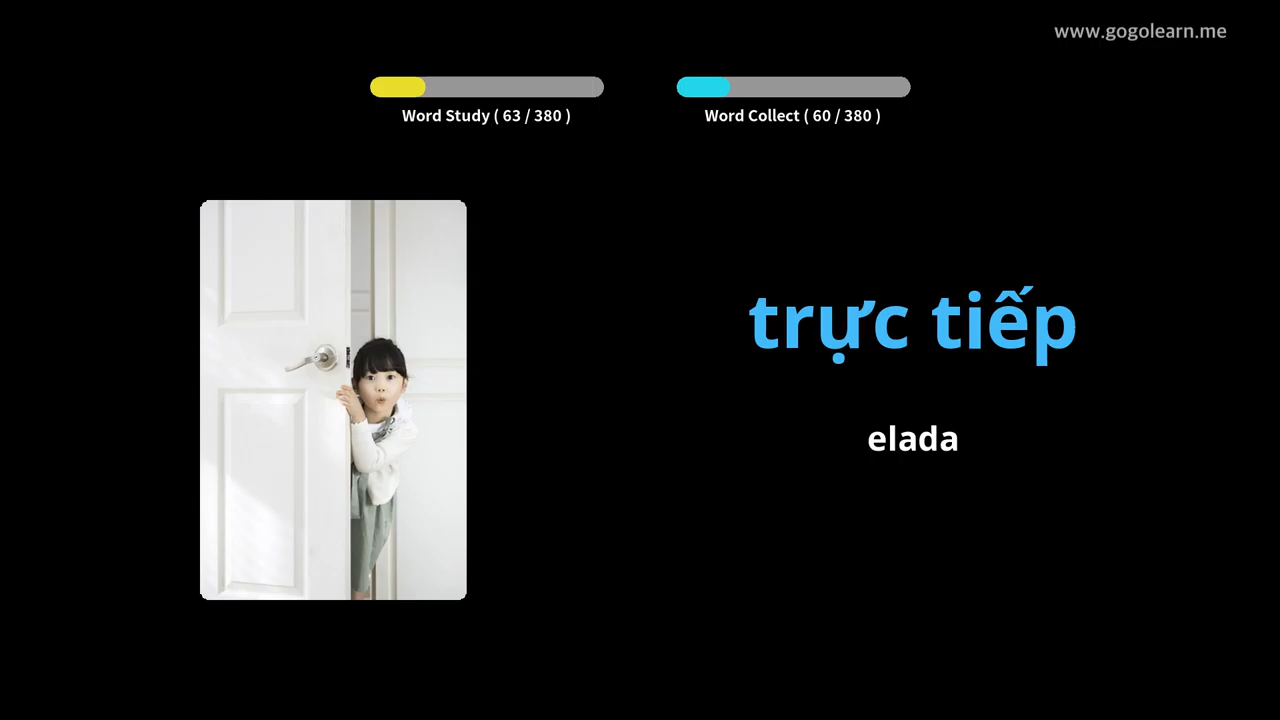 www.gogolearn.me
Word Study ( 63 / 380 )
Word Collect ( 60 / 380 )
trực tiếp
elada